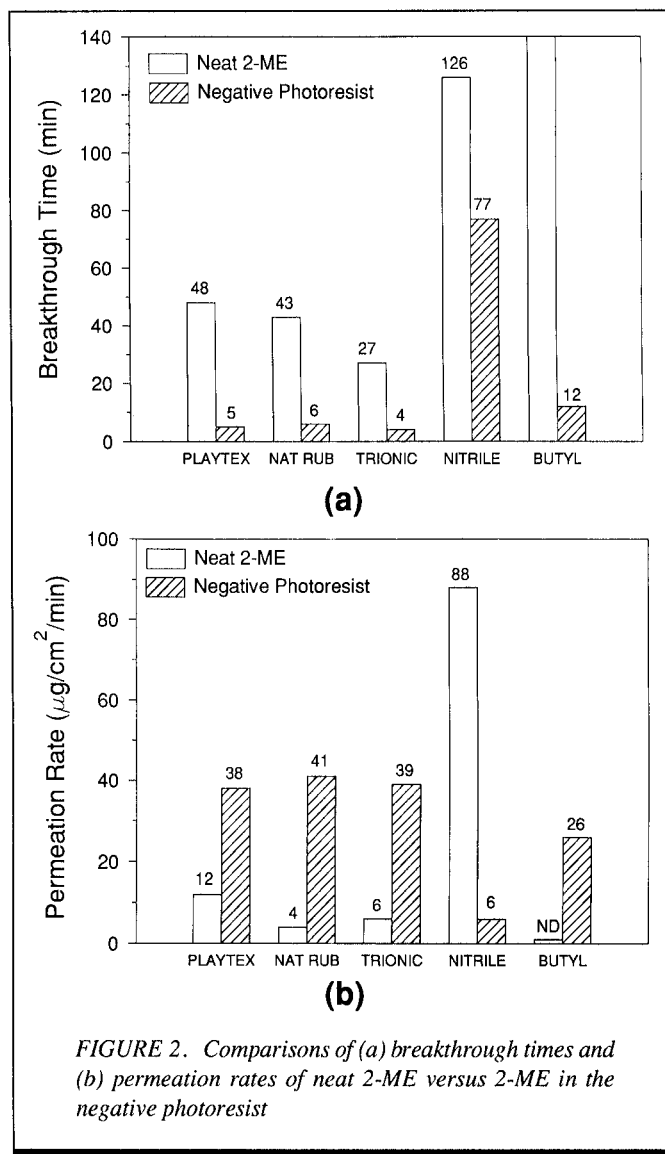 140
120
100
80
60
40
20
0
Breakthrough Time (min)
Neat 2-ME
Negative Photoresist
48
5
43
6
27
4
126
77
12
PLAYTEX NAT RUB TRIONIC NITRILE BUTYL
(a)
100
80
60
40
20
0
Permeation Rate (μg/cm²/min)
Neat 2-ME
Negative Photoresist
12
38
4
41
6
39
88
6
ND
26
PLAYTEX NAT RUB TRIONIC NITRILE BUTYL
(b)
FIGURE 2. Comparisons of (a) breakthrough times and
(b) permeation rates of neat 2-ME versus 2-ME in the
negative photoresist